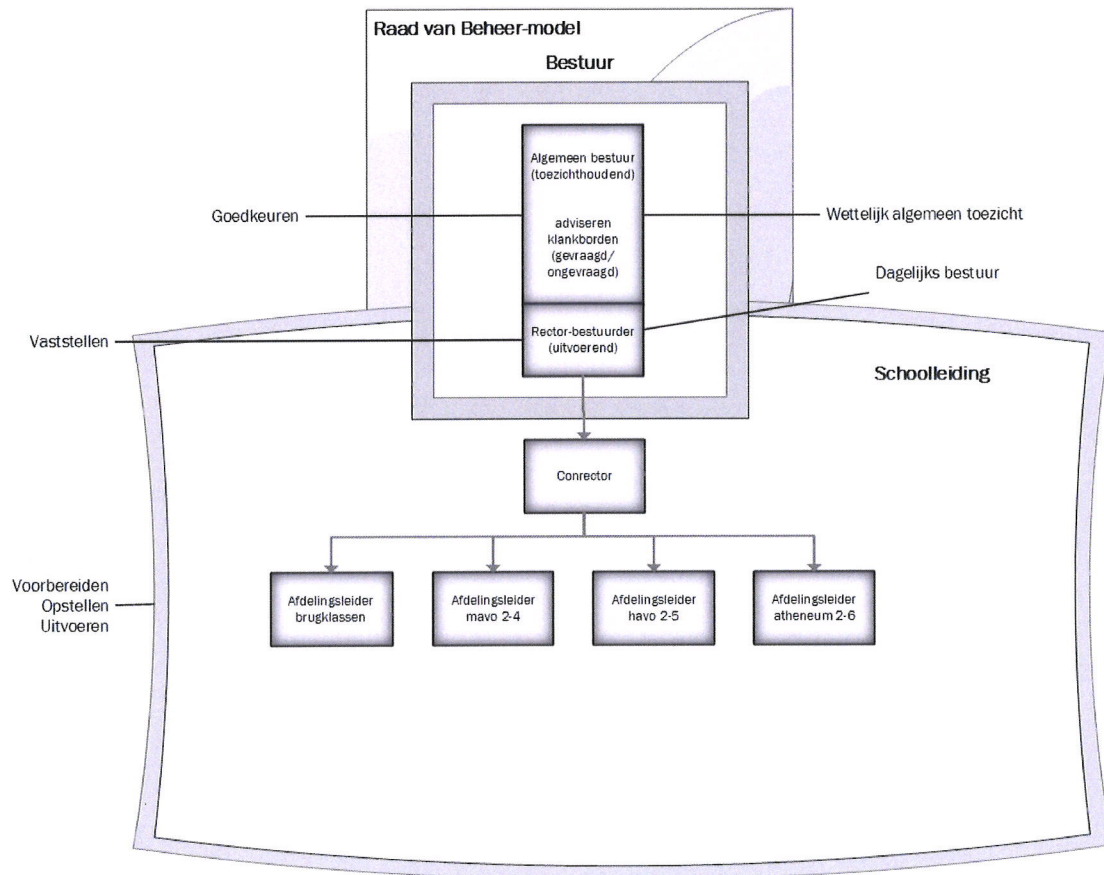 Raad van Beheer-model
Bestuur
Algemeen bestuur
(toezichthoudend)
adviseren
klankborden
(gevraagd/
ongevraagd)
Goedkeuren
Wettelijk algemeen toezicht
Dagelijks bestuur
Rector-bestuurder
(uitvoerend)
Vaststellen
Schoolleiding
Conrector
Voorbereiden
Opstellen
Uitvoeren
Afdelingsleider
brugklassen
Afdelingsleider
mavo 2-4
Afdelingsleider
havo 2-5
Afdelingsleider
atheneum 2-6